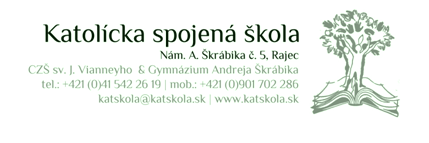 Katolícka spojená škola
Nám. A. Škrábika č. 5, Rajec
CZŠ sv. J. Vianneyho & Gymnázium Andreja Škrábika
tel.: +421 (0)41 542 26 19 | mob.: +421 (0)901 702 286
katskola@katskola.sk | www.katskola.sk